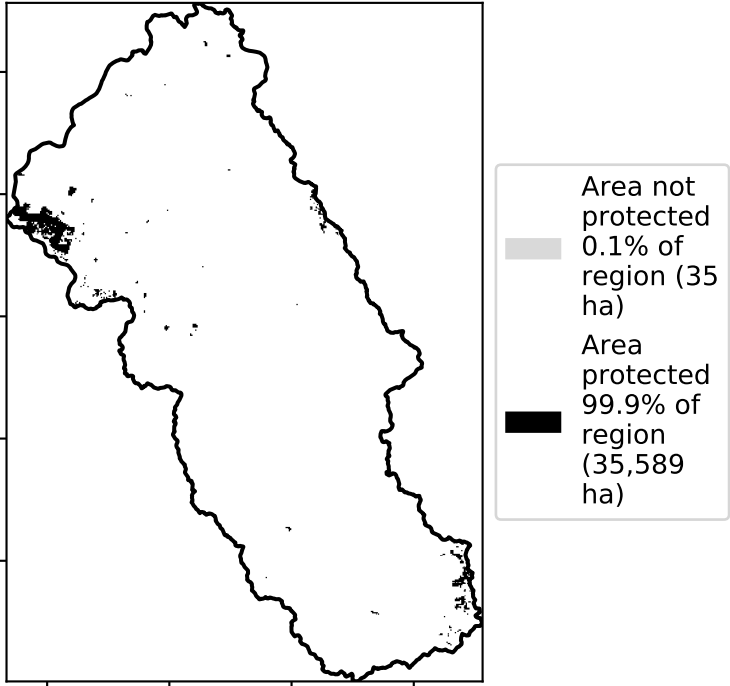 Area not
protected
0.1% of
region (35
ha)
Area
protected
99.9% of
region
(35,589
ha)